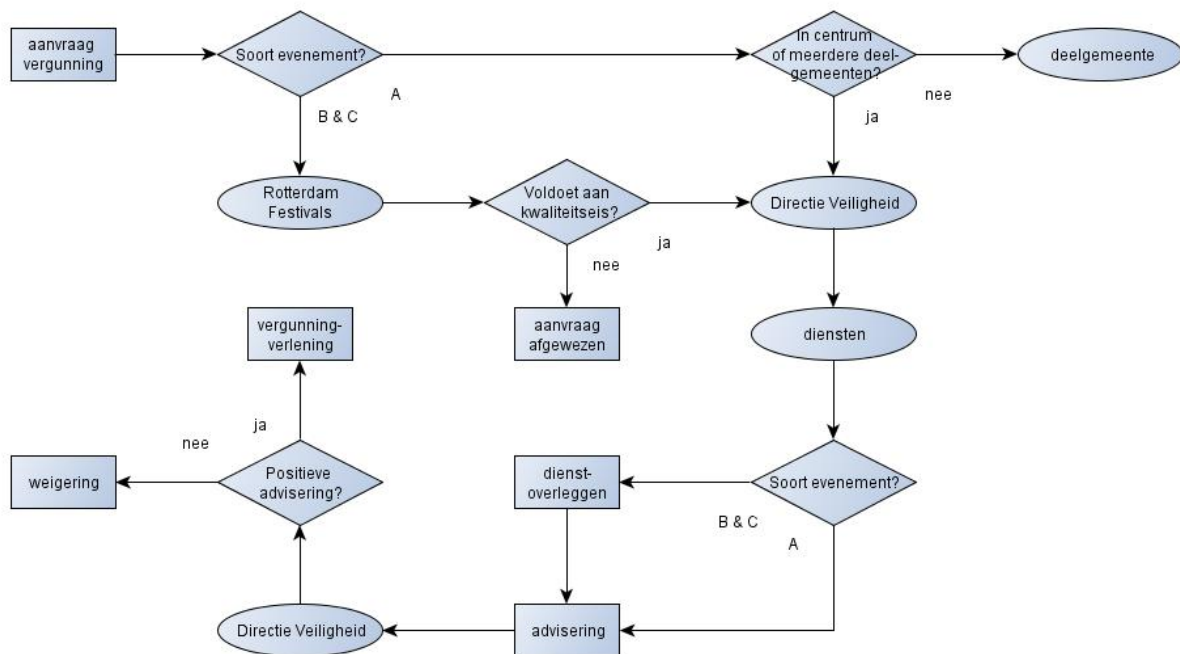 aanvraag
vergunning
Soort evenement?
In centrum
of meerdere deel-
gemeenten?
deelgemeente
A
nee
B & C
ja
Rotterdam
Festivals
Voldoet aan
kwaliteitseis?
Directie Veiligheid
ja
nee
vergunning-
verlening
aanvraag
afgewezen
diensten
ja
nee
weigering
Positieve
advisering?
dienst-
overleggen
Soort evenement?
B & C
A
Directie Veiligheid
advisering